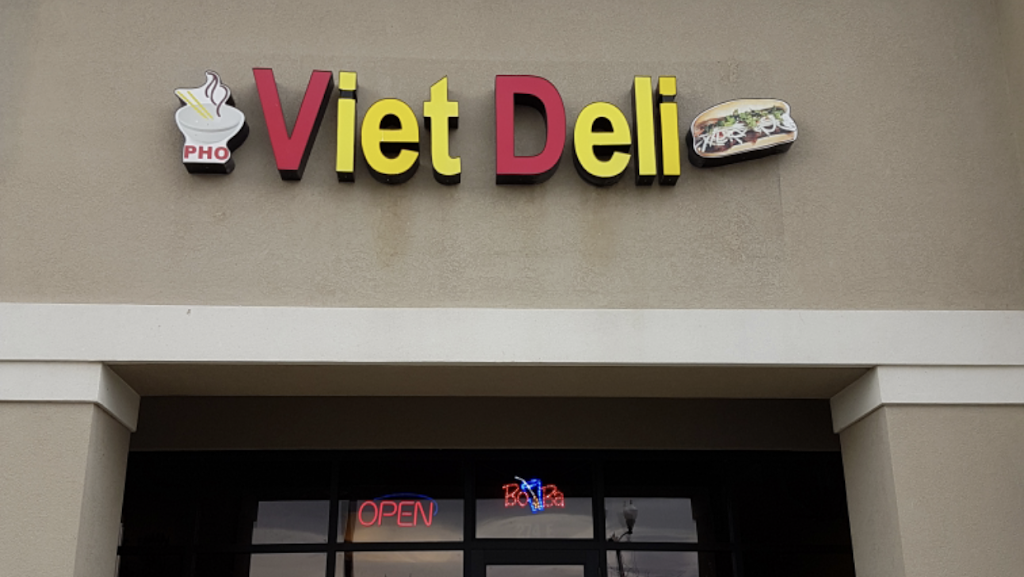 PHO
Viet Deli
OPEN
BoBa